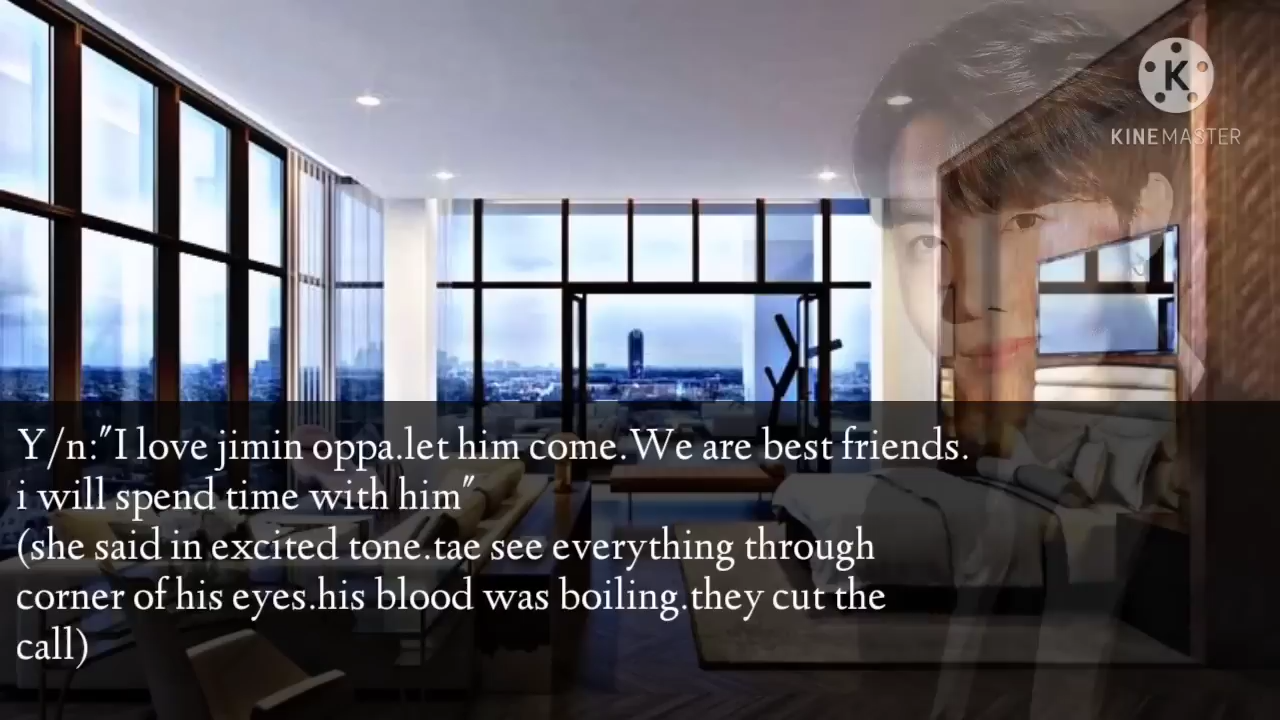 KINEMASTER
Y/n:"I love jimin oppa.let him come.We are best friends.
i will spend time with him"
(she said in excited tone.tae see everything through
corner of his eyes.his blood was boiling.they cut the
call)